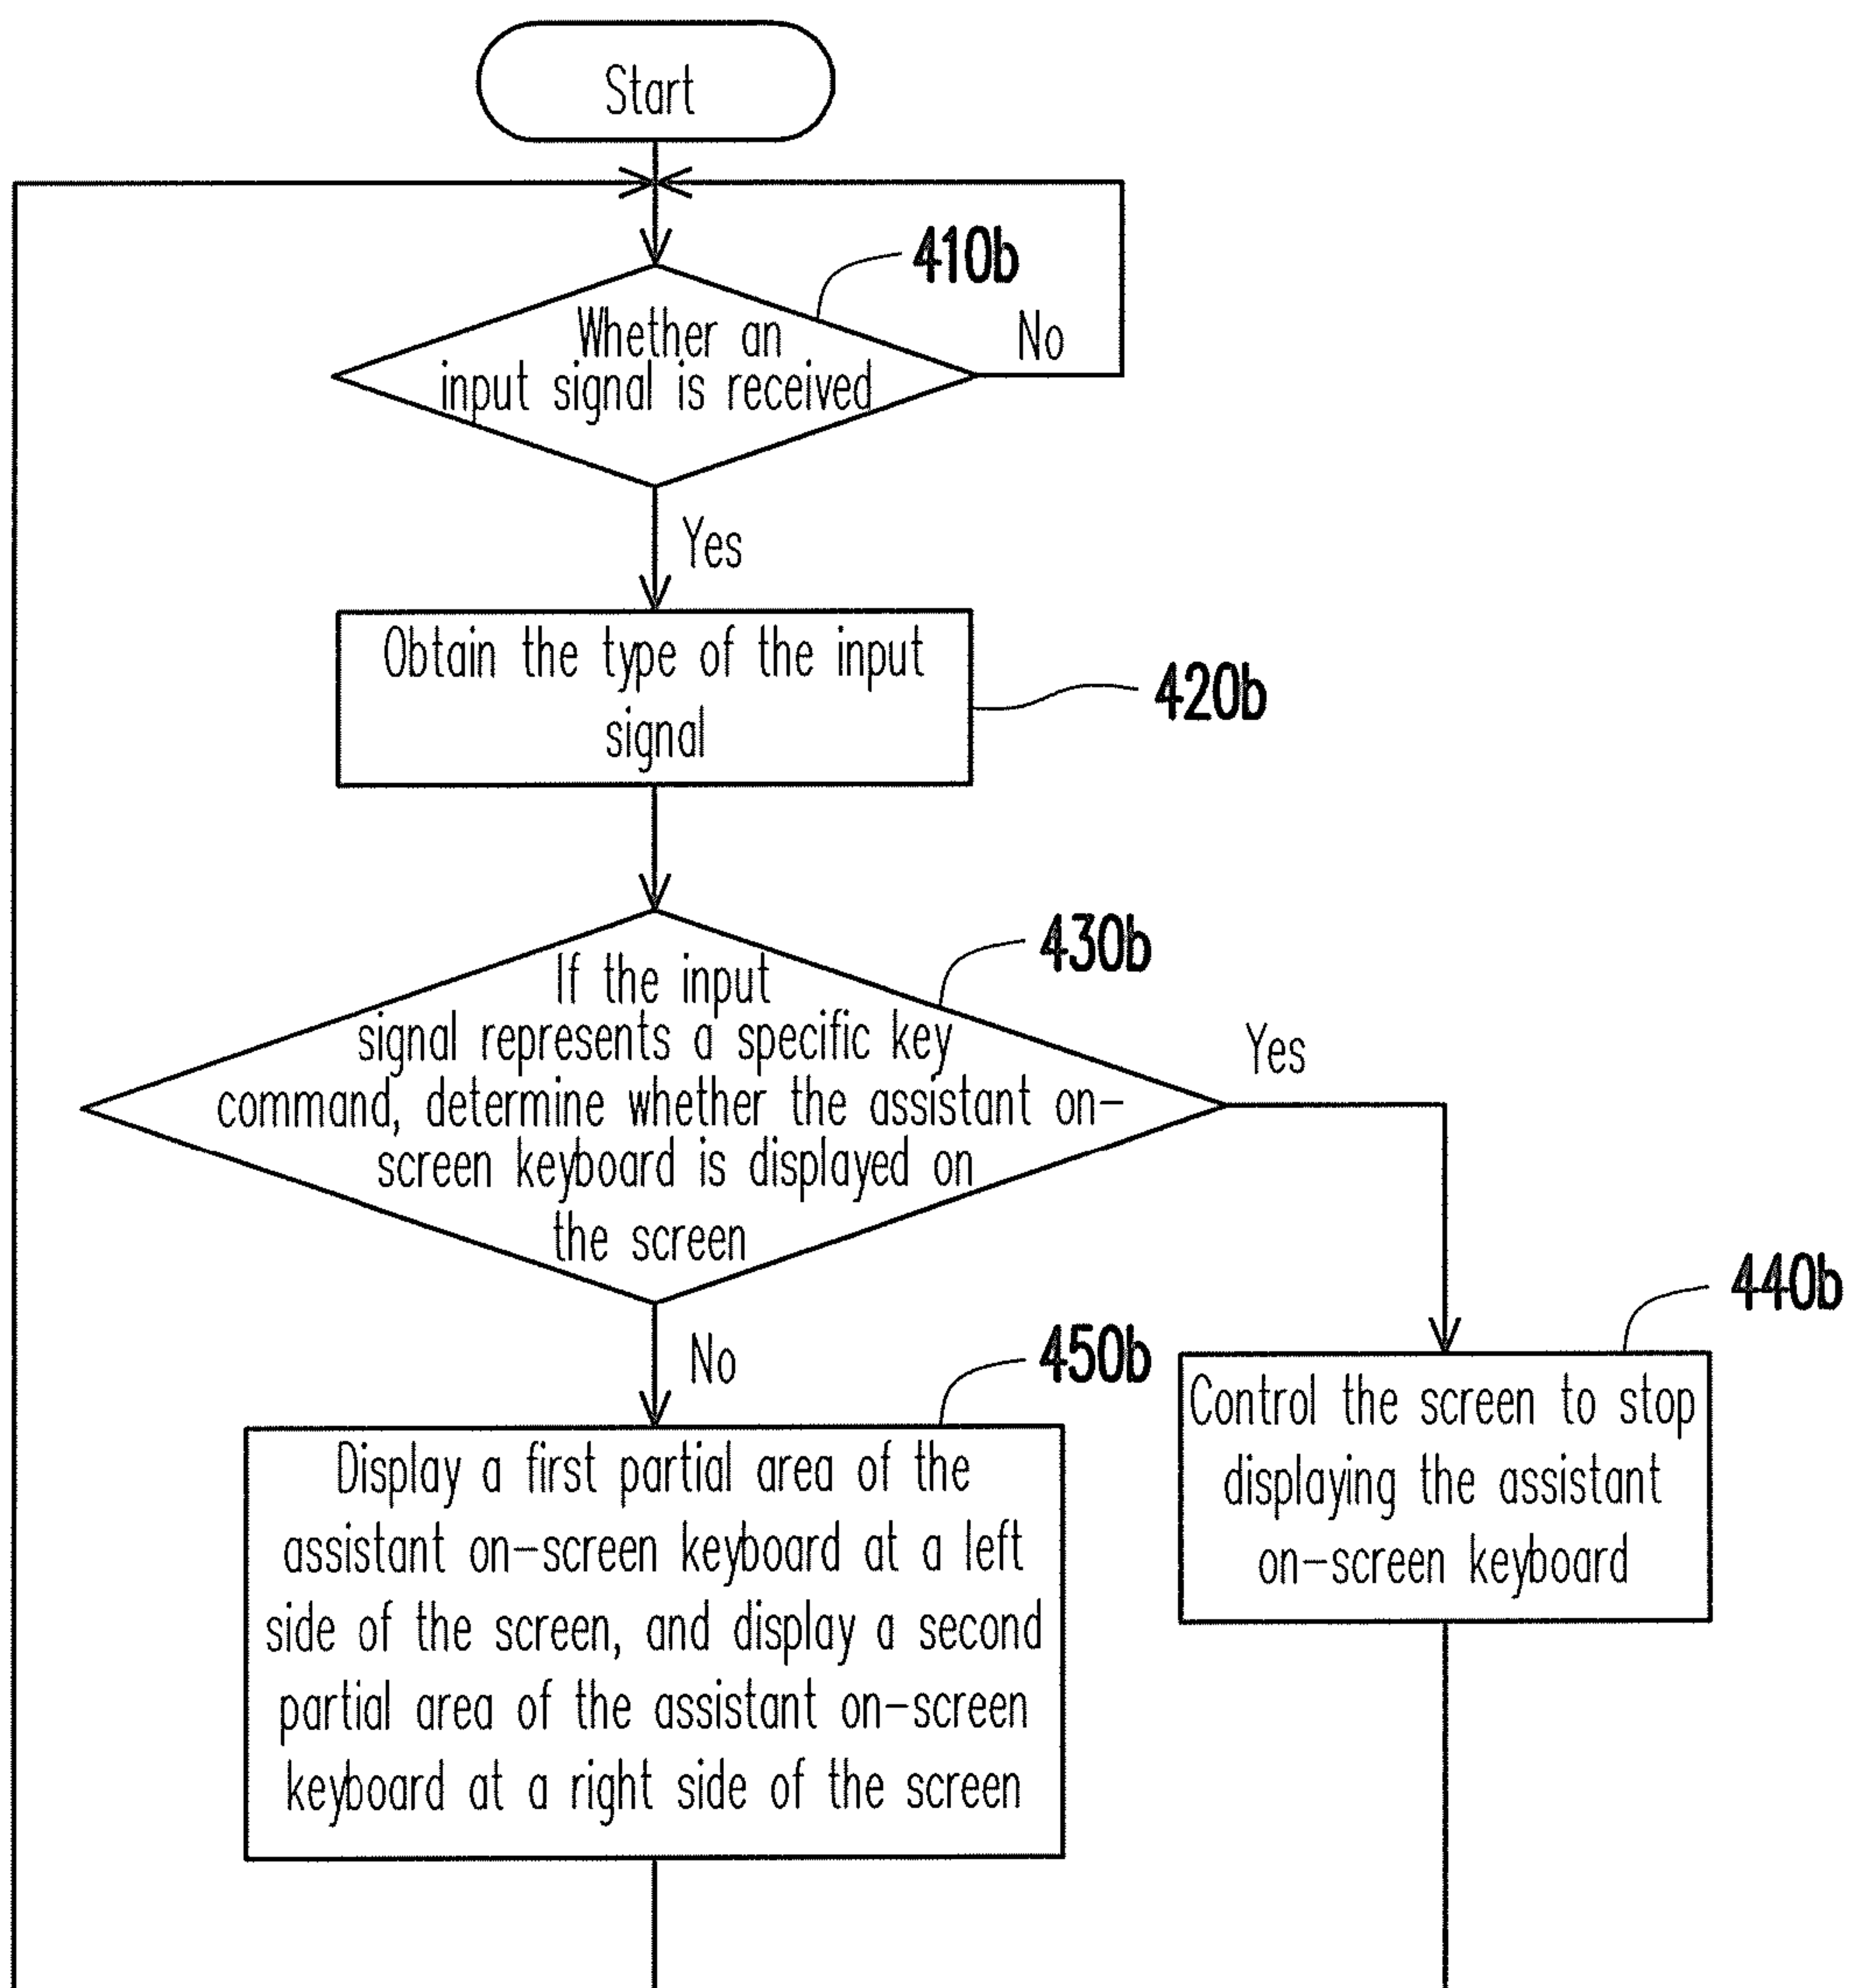 Start
410b
Whether an
input signal is received
No
Yes
Obtain the type of the input
signal
420b
430b
If the input
signal represents a specific key
command, determine whether the assistant on-
screen keyboard is displayed on
the screen
Yes
No
440b
Control the screen to stop
displaying the assistant
on-screen keyboard
450b
Display a first partial area of the
assistant on-screen keyboard at a left
side of the screen, and display a second
partial area of the assistant on-screen
keyboard at a right side of the screen